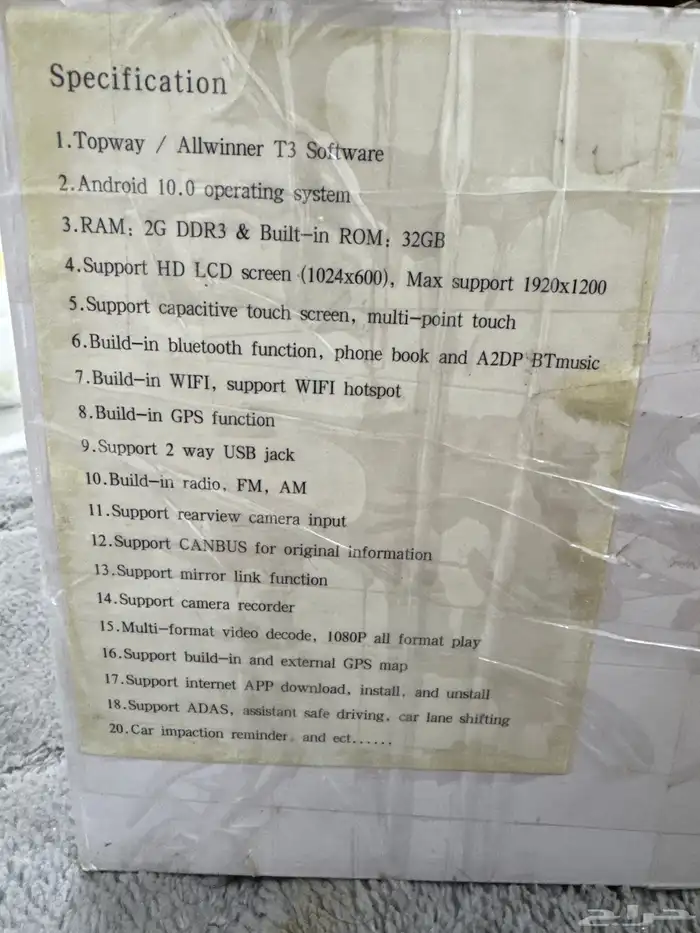 Specification
1.Topway / Allwinner T3 Software
2.Android 10.0 operating system
3.RAM: 2G DDR3 & Built-in ROM: 32GB
4.Support HD LCD screen (1024x600), Max support 1920x1200
5.Support capacitive touch screen, multi-point touch
6.Build-in bluetooth function, phone book and A2DP BTmusic
7.Build-in WIFI, support WIFI hotspot
8.Build-in GPS function
9.Support 2 way USB jack
10.Build-in radio, FM, AM
11.Support rearview camera input
12.Support CANBUS for original information
13.Support mirror link function
14.Support camera recorder
15.Multi-format video decode, 1080P all format play
16.Support build-in and external GPS map
17.Support internet APP download, install, and unstall
18.Support ADAS, assistant safe driving, car lane shifting
20.Car impaction reminder, and ect......
حراج